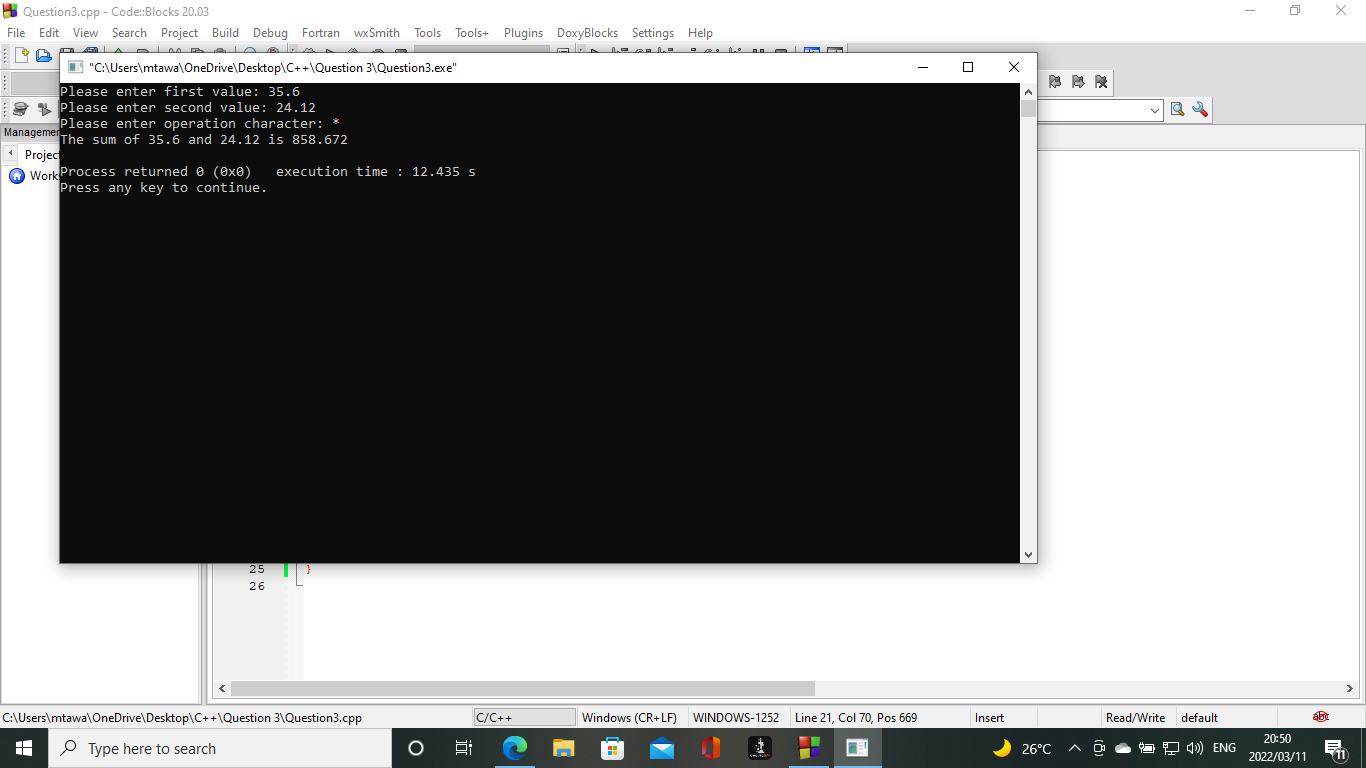 Question3.cpp - Code::Blocks 20.03
File Edit View Search Project Build Debug Fortran wxSmith Tools Tools+ Plugins DoxyBlocks Settings Help
"C:\Users\mtawa\OneDrive\Desktop\C++\Question 3\Question3.exe"
Please enter first value: 35.6
Please enter second value: 24.12
Please enter operation character: *
The sum of 35.6 and 24.12 is 858.672
Process returned 0 (0x0)   execution time : 12.435 s
Press any key to continue.
25 }
26
C:\Users\mtawa\OneDrive\Desktop\C++\Question 3\Question3.cpp C/C++ Windows (CR+LF) WINDOWS-1252 Line 21, Col 70, Pos 669 Insert Read/Write default abc
Type here to search 26°C ENG 20:50
2022/03/11 11